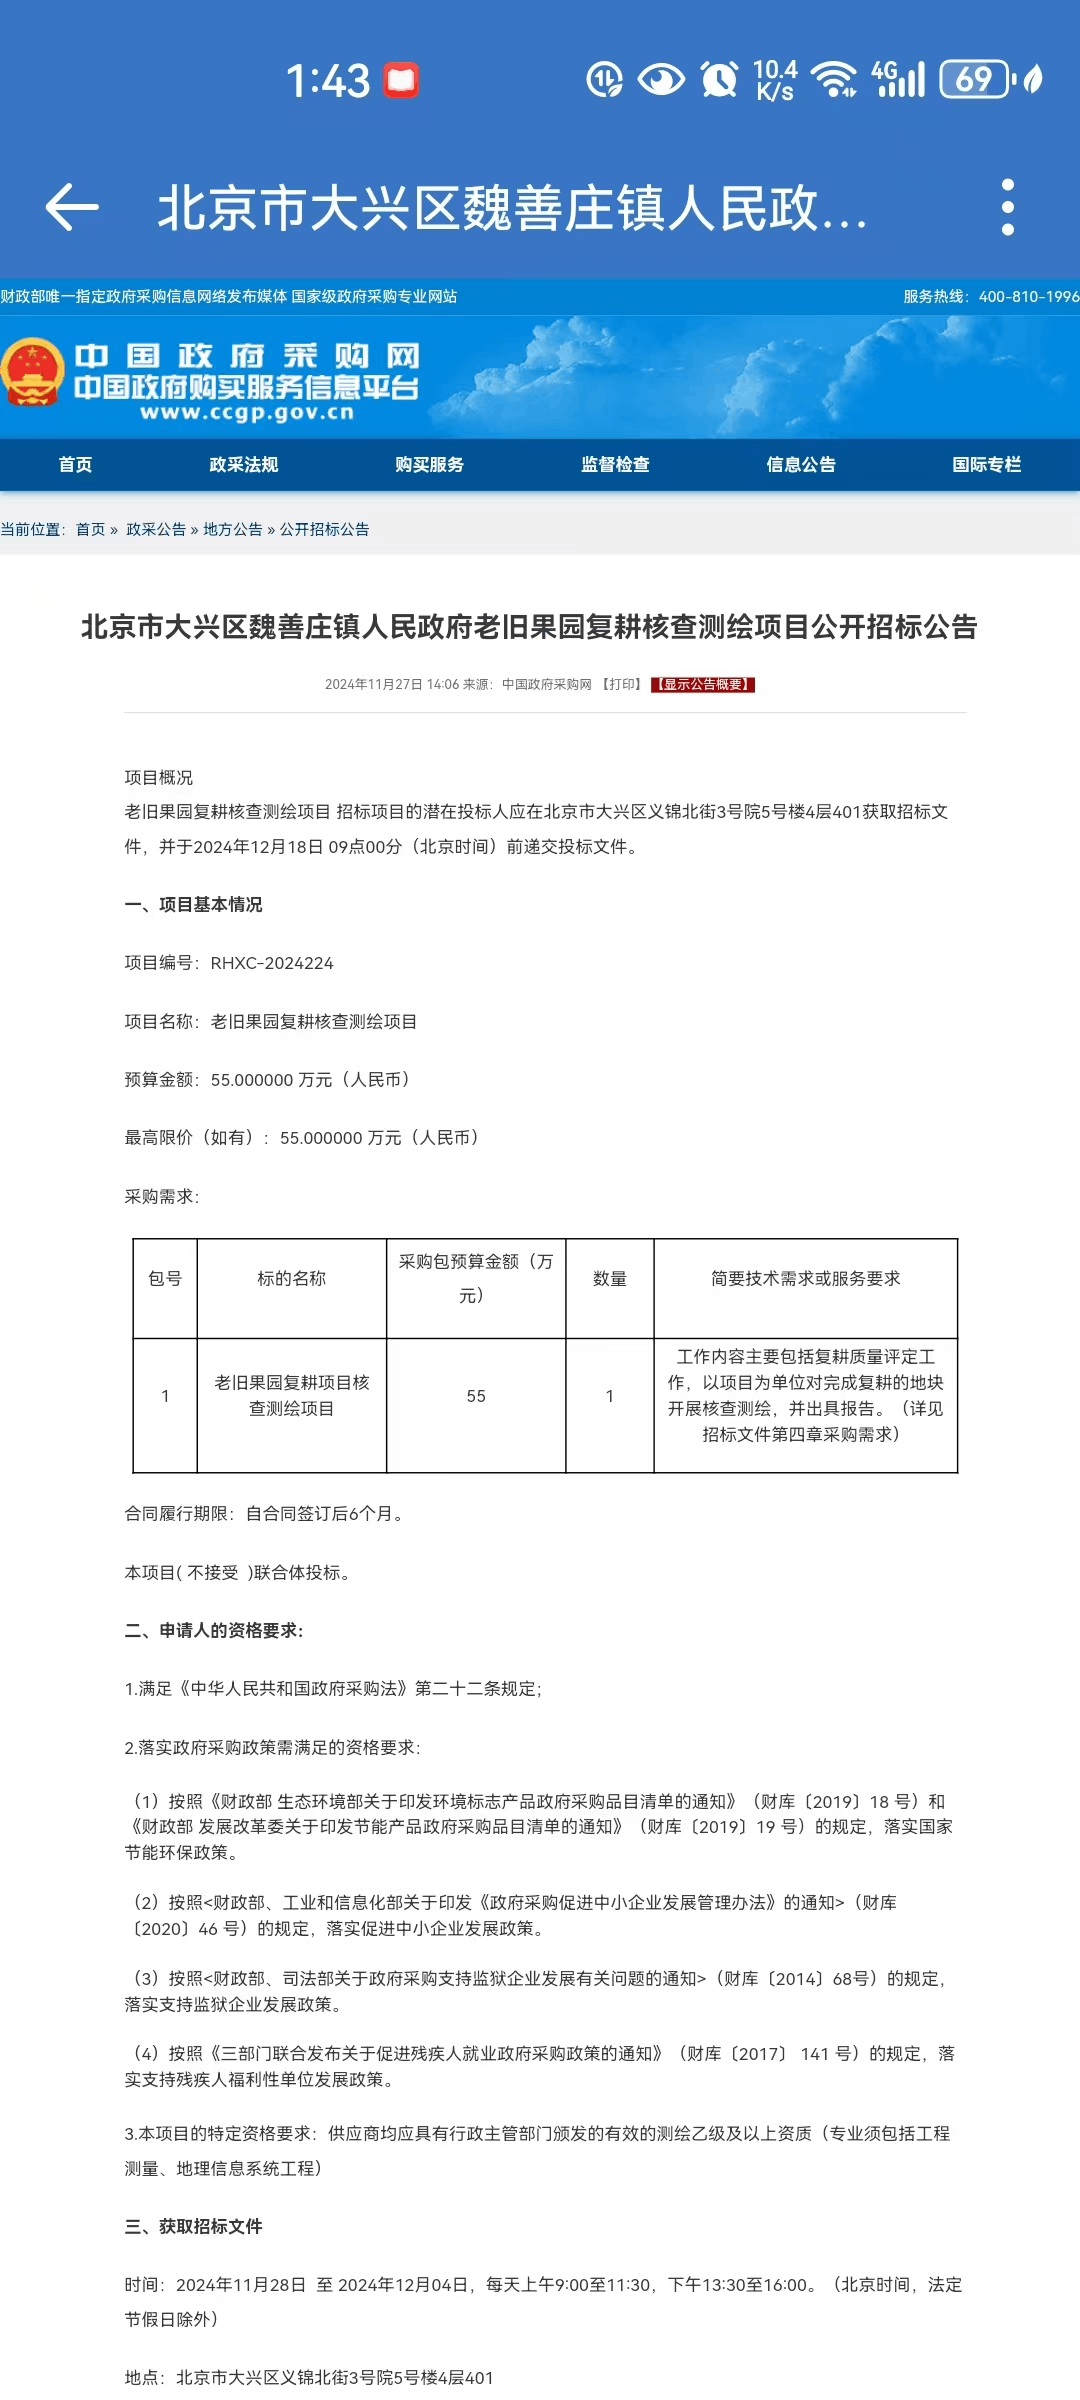 1:43
10.4
K/s
4G
69
北京市大兴区魏善庄镇人民政...
财政部唯一指定政府采购信息网络发布媒体 国家级政府采购专业网站
服务热线：400-810-1996
中国政府采购网
中国政府购买服务信息平台
www.ccgp.gov.cn
首页 政采法规 购买服务 监督检查 信息公告 国际专栏
当前位置：首页 » 政采公告 » 地方公告 » 公开招标公告
北京市大兴区魏善庄镇人民政府老旧果园复耕核查测绘项目公开招标公告
2024年11月27日 14:06 来源：中国政府采购网 【打印】 【显示公告概要】
项目概况
老旧果园复耕核查测绘项目 招标项目的潜在投标人应在北京市大兴区义锦北街3号院5号楼4层401获取招标文
件，并于2024年12月18日 09点00分（北京时间）前递交投标文件。
一、项目基本情况
项目编号：RHXC-2024224
项目名称：老旧果园复耕核查测绘项目
预算金额：55.000000 万元（人民币）
最高限价（如有）：55.000000 万元（人民币）
采购需求：
包号 标的名称 采购包预算金额（万
元） 数量 简要技术需求或服务要求
1 老旧果园复耕项目核
查测绘项目 55 1 工作内容主要包括复耕质量评定工
作，以项目为单位对完成复耕的地块
开展核查测绘，并出具报告。（详见
招标文件第四章采购需求）
合同履行期限：自合同签订后6个月。
本项目( 不接受 )联合体投标。
二、申请人的资格要求：
1.满足《中华人民共和国政府采购法》第二十二条规定；
2.落实政府采购政策需满足的资格要求：
（1）按照《财政部 生态环境部关于印发环境标志产品政府采购品目清单的通知》（财库〔2019〕18 号）和
《财政部 发展改革委关于印发节能产品政府采购品目清单的通知》（财库〔2019〕19 号）的规定，落实国家
节能环保政策。
（2）按照<财政部、工业和信息化部关于印发《政府采购促进中小企业发展管理办法》的通知>（财库
〔2020〕46 号）的规定，落实促进中小企业发展政策。
（3）按照<财政部、司法部关于政府采购支持监狱企业发展有关问题的通知>（财库〔2014〕68号）的规定，
落实支持监狱企业发展政策。
（4）按照《三部门联合发布关于促进残疾人就业政府采购政策的通知》（财库〔2017〕 141 号）的规定，落
实支持残疾人福利性单位发展政策。
3.本项目的特定资格要求：供应商均应具有行政主管部门颁发的有效的测绘乙级及以上资质（专业须包括工程
测量、地理信息系统工程）
三、获取招标文件
时间：2024年11月28日 至 2024年12月04日，每天上午9:00至11:30，下午13:30至16:00。（北京时间，法定
节假日除外）
地点：北京市大兴区义锦北街3号院5号楼4层401